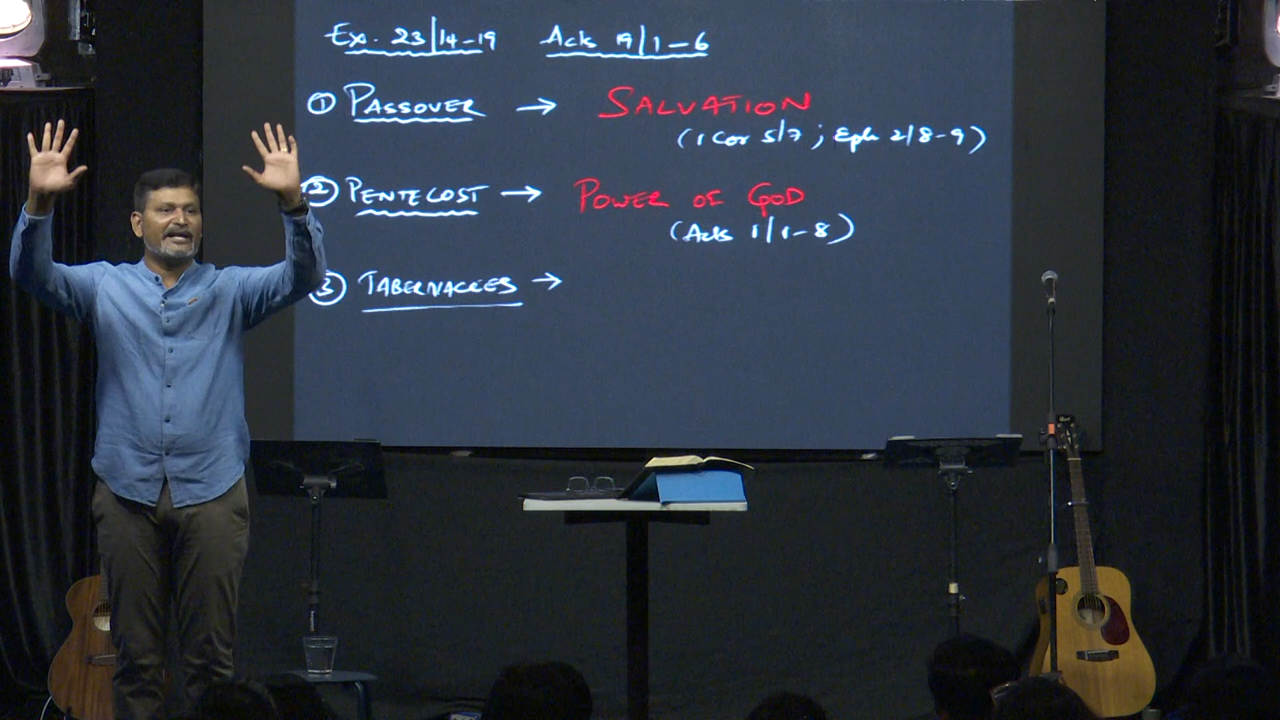 Ex. 23/14-19 Acts 19/1-6
① PASSOVER → SALVATION
(1 Cor 5/7 ; Eph 2/8-9)
② PENTECOST → POWER OF GOD
(Acts 1/1-8)
③ TABERNACLES →